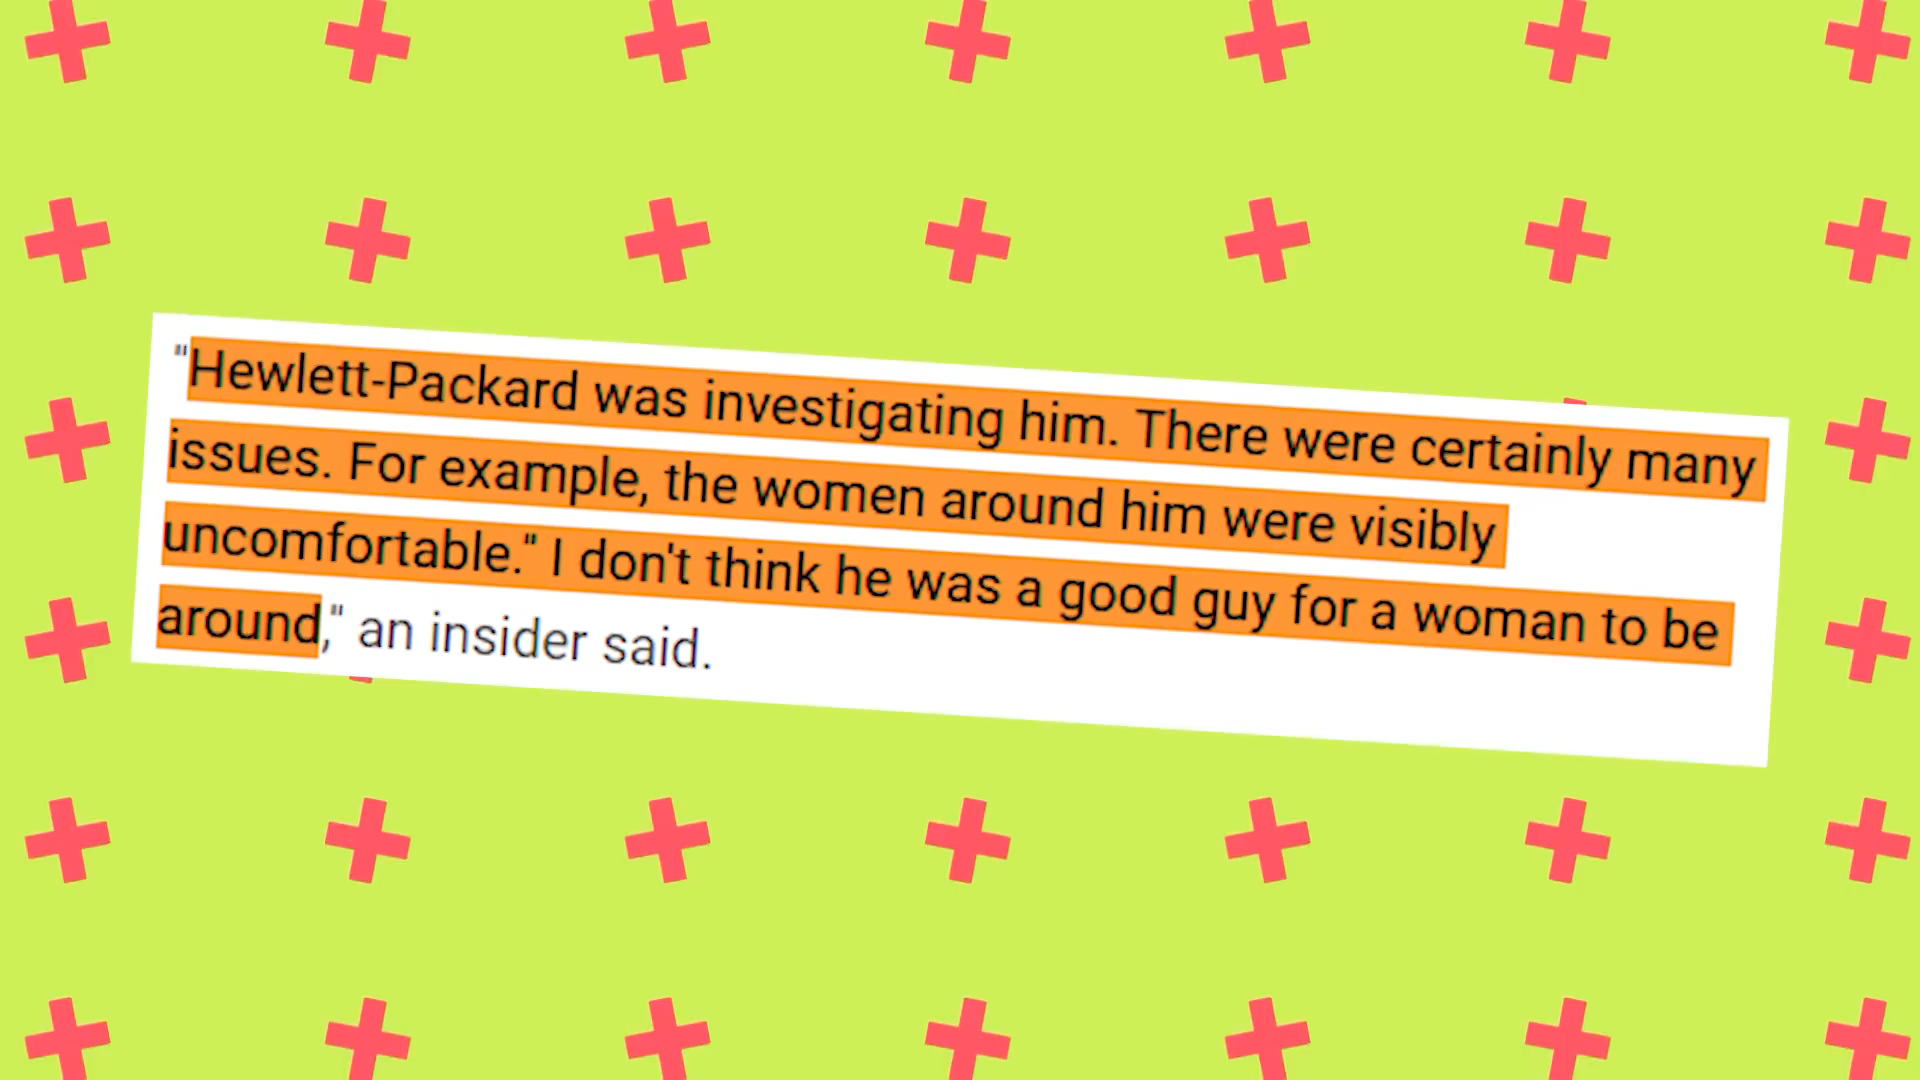 "Hewlett-Packard was investigating him. There were certainly many
issues. For example, the women around him were visibly
uncomfortable." I don't think he was a good guy for a woman to be
around," an insider said.